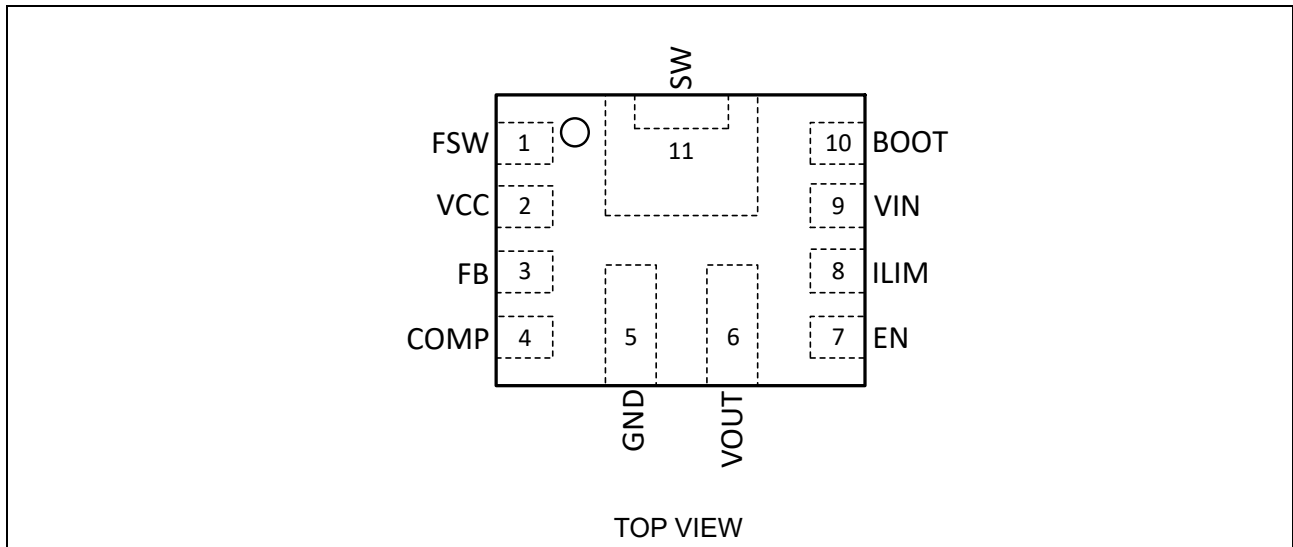 SW
FSW 1 11 10 BOOT
VCC 2 9 VIN
FB 3 8 ILIM
COMP 4 5 6 7 EN
GND VOUT
TOP VIEW